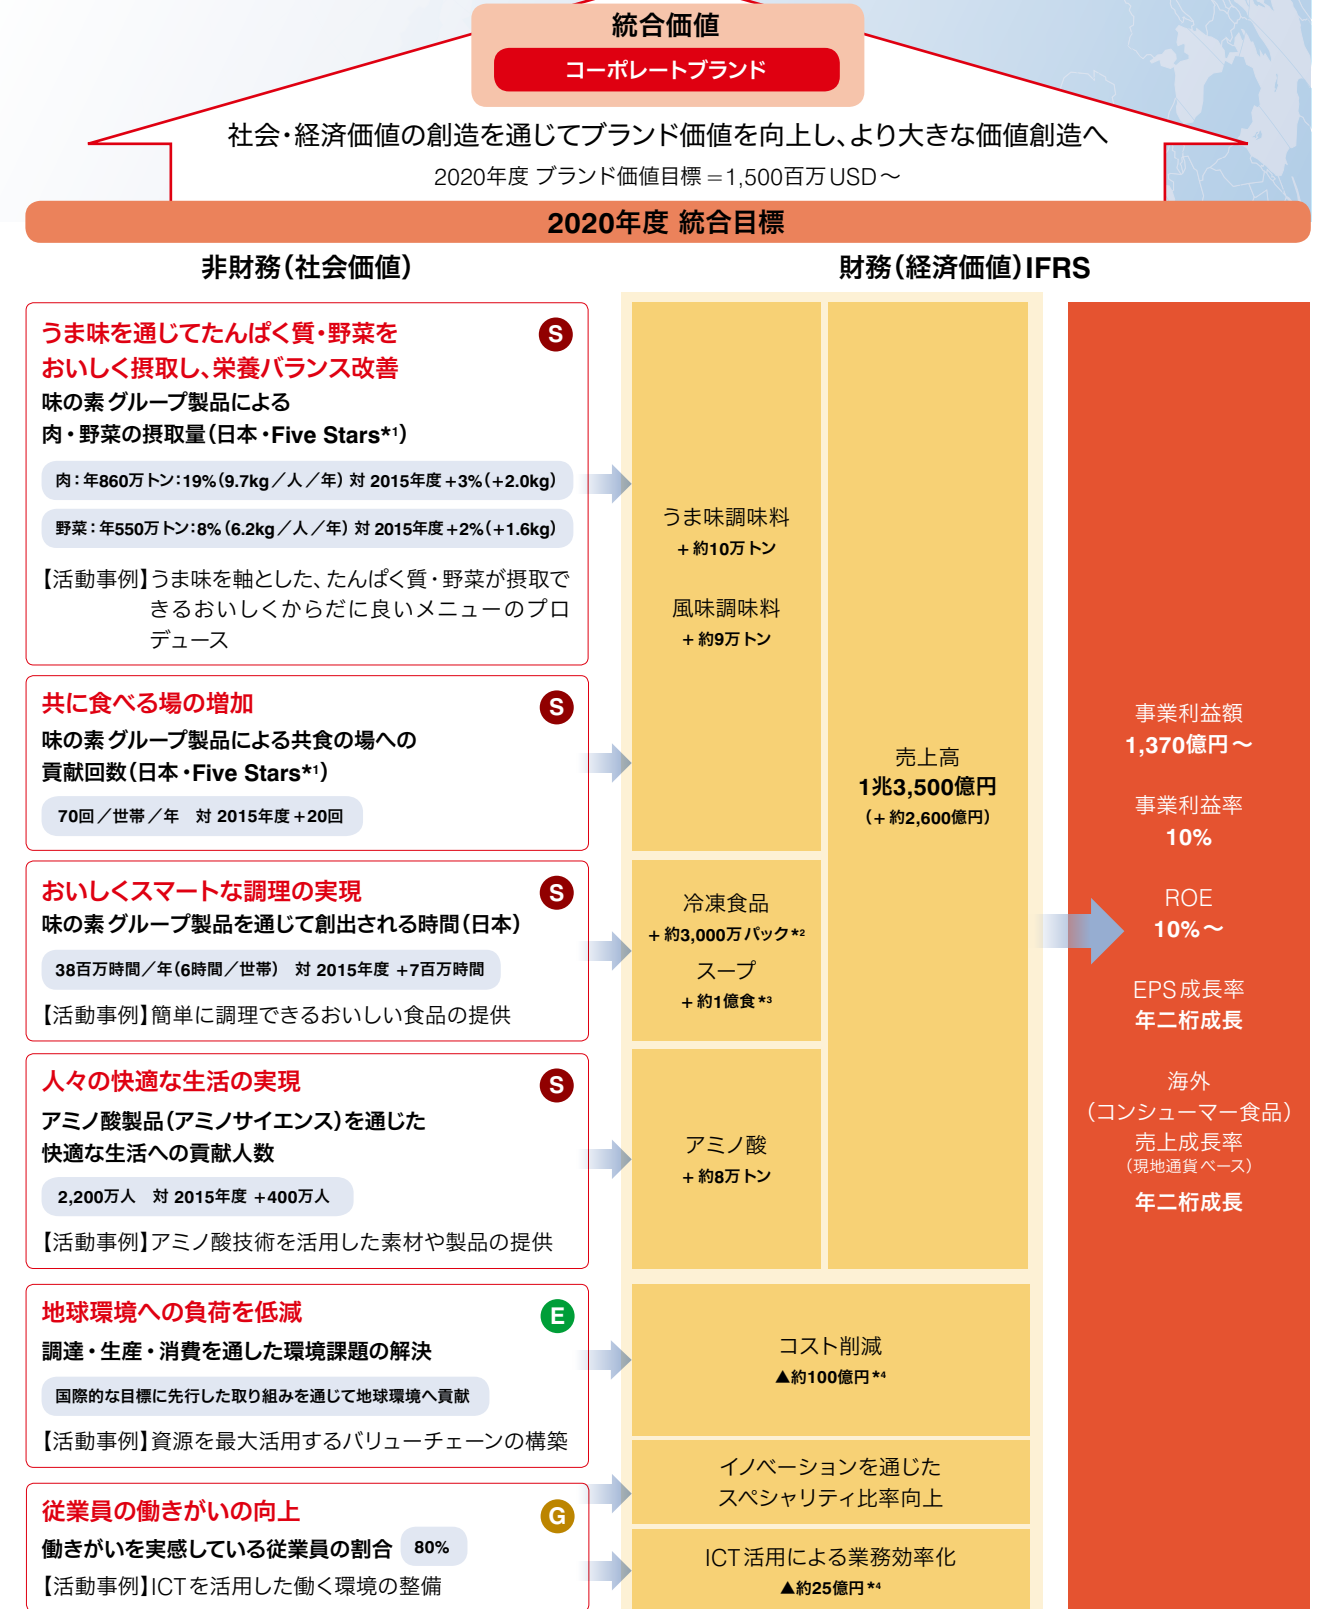 統合価値
コーポレートブランド
社会・経済価値の創造を通じてブランド価値を向上し、より大きな価値創造へ
2020年度 ブランド価値目標＝1,500百万USD～
2020年度 統合目標
非財務（社会価値）
財務（経済価値）IFRS
うま味を通じてたんぱく質・野菜を
おいしく摂取し、栄養バランス改善
S
味の素グループ製品による
肉・野菜の摂取量（日本・Five Stars*1）
肉：年860万トン：19%（9.7kg／人／年）対 2015年度＋3%（＋2.0kg）
野菜：年550万トン：8%（6.2kg／人／年）対 2015年度＋2%（＋1.6kg）
【活動事例】うま味を軸とした、たんぱく質・野菜が摂取で
きるおいしくからだに良いメニューのプロ
デュース
共に食べる場の増加
S
味の素グループ製品による共食の場への
貢献回数（日本・Five Stars*1）
70回／世帯／年　対 2015年度＋20回
おいしくスマートな調理の実現
S
味の素グループ製品を通じて創出される時間（日本）
38百万時間／年（6時間／世帯）　対 2015年度 ＋7百万時間
【活動事例】簡単に調理できるおいしい食品の提供
人々の快適な生活の実現
S
アミノ酸製品（アミノサイエンス）を通じた
快適な生活への貢献人数
2,200万人　対 2015年度 ＋400万人
【活動事例】アミノ酸技術を活用した素材や製品の提供
地球環境への負荷を低減
E
調達・生産・消費を通した環境課題の解決
国際的な目標に先行した取り組みを通じて地球環境へ貢献
【活動事例】資源を最大活用するバリューチェーンの構築
従業員の働きがいの向上
G
働きがいを実感している従業員の割合 80%
【活動事例】ICTを活用した働く環境の整備
うま味調味料
＋約10万トン
風味調味料
＋約9万トン
冷凍食品
＋約3,000万パック*2
スープ
＋約1億食*3
アミノ酸
＋約8万トン
売上高
1兆3,500億円
（＋約2,600億円）
コスト削減
▲約100億円*4
イノベーションを通じた
スペシャリティ比率向上
ICT活用による業務効率化
▲約25億円*4
事業利益額
1,370億円～
事業利益率
10%
ROE
10%～
EPS成長率
年二桁成長
海外
（コンシューマー食品）
売上成長率
（現地通貨ベース）
年二桁成長